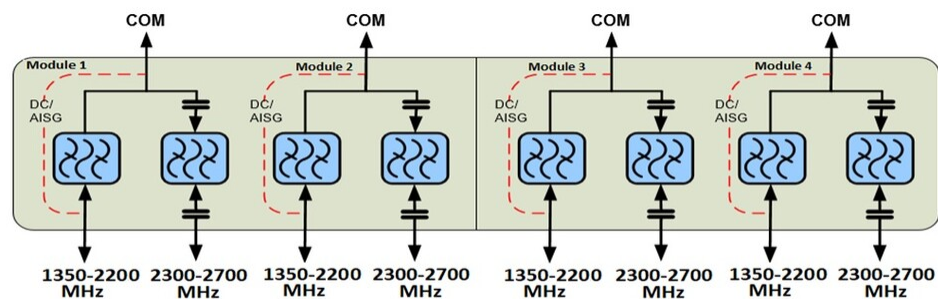 COM COM COM COM
Module 1 Module 2 Module 3 Module 4
DC/ DC/ DC/ DC/
AISG AISG AISG AISG
1350-2200 2300-2700 1350-2200 2300-2700 1350-2200 2300-2700 1350-2200 2300-2700
MHz MHz MHz MHz MHz MHz MHz MHz